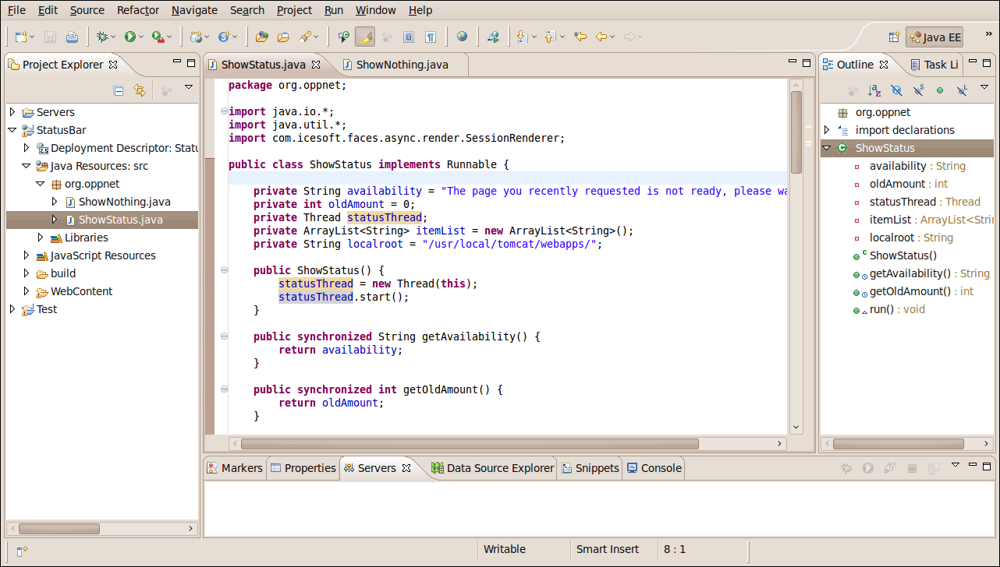 File Edit Source Refactor Navigate Search Project Run Window Help
Java EE »
Project Explorer
Servers
StatusBar
Deployment Descriptor: Statu
Java Resources: src
org.oppnet
ShowNothing.java
ShowStatus.java
Libraries
JavaScript Resources
build
WebContent
Test
ShowStatus.java ShowNothing.java
package org.oppnet;
import java.io.*;
import java.util.*;
import com.icesoft.faces.async.render.SessionRenderer;
public class ShowStatus implements Runnable {
private String availability = "The page you recently requested is not ready, please wa
private int oldAmount = 0;
private Thread statusThread;
private ArrayList<String> itemList = new ArrayList<String>();
private String localroot = "/usr/local/tomcat/webapps/";
public ShowStatus() {
statusThread = new Thread(this);
statusThread.start();
}
public synchronized String getAvailability() {
return availability;
}
public synchronized int getOldAmount() {
return oldAmount;
}
Outline Task Li
org.oppnet
import declarations
ShowStatus
availability : String
oldAmount : int
statusThread : Thread
itemList : ArrayList<Strin
localroot : String
ShowStatus()
getAvailability() : String
getOldAmount() : int
run() : void
Markers Properties Servers Data Source Explorer Snippets Console
Writable Smart Insert 8 : 1